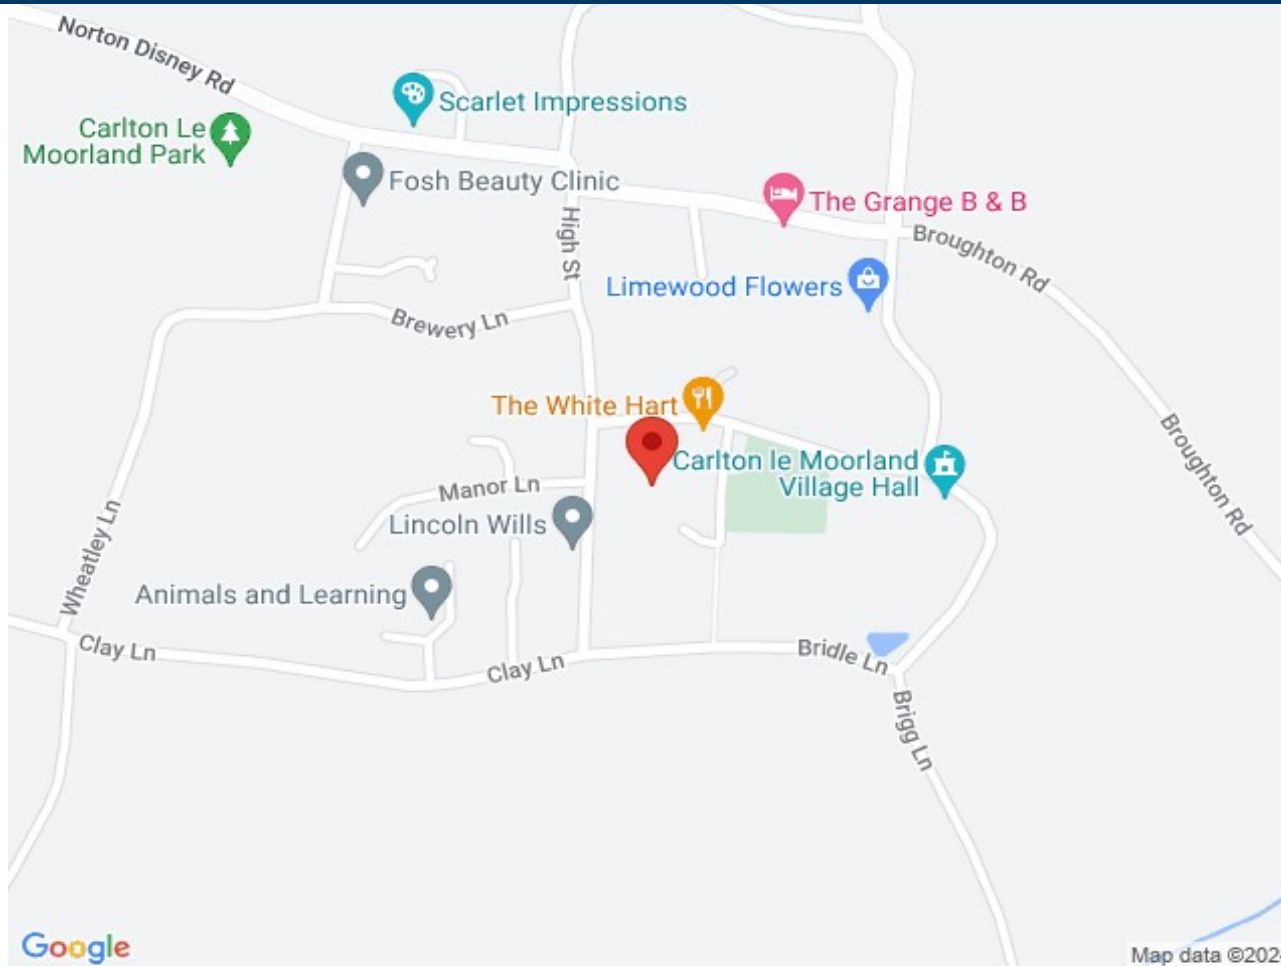 Norton Disney Rd
Scarlet Impressions
Carlton Le
Moorland Park
Fosh Beauty Clinic
The Grange B & B
High St
Broughton Rd
Limewood Flowers
Brewery Ln
The White Hart
Broughton Rd
Carlton le Moorland
Village Hall
Manor Ln
Lincoln Wills
Wheatley Ln
Animals and Learning
Clay Ln
Clay Ln
Bridle Ln
Brigg Ln
Google
Map data ©202